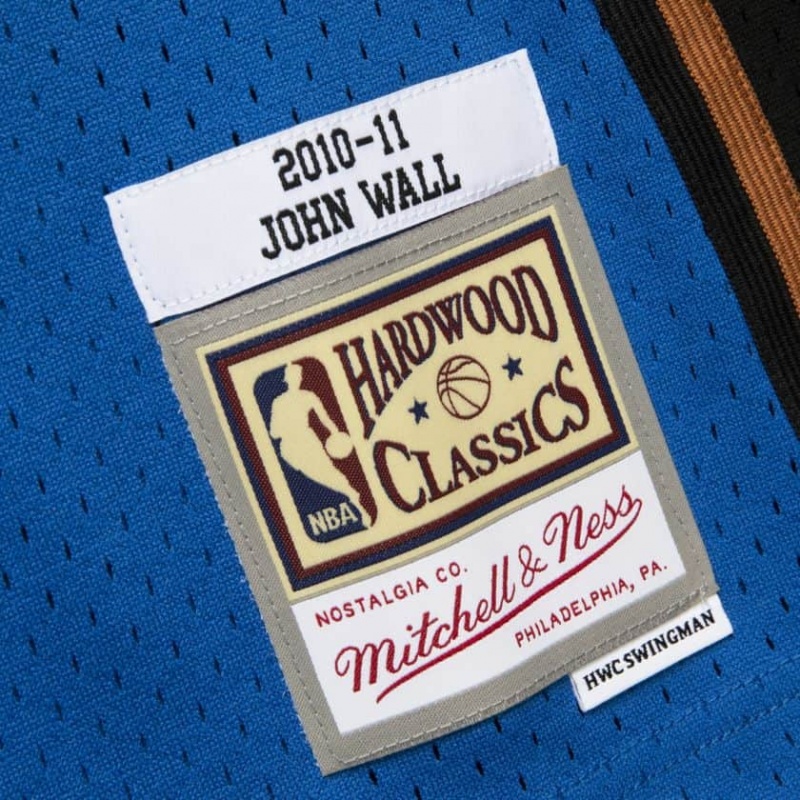 2010-11
JOHN WALL
HARDWOOD
CLASSICS
NBA
NOSTALGIA CO.
Mitchell & Ness
PHILADELPHIA, PA.
HWC SWINGMAN